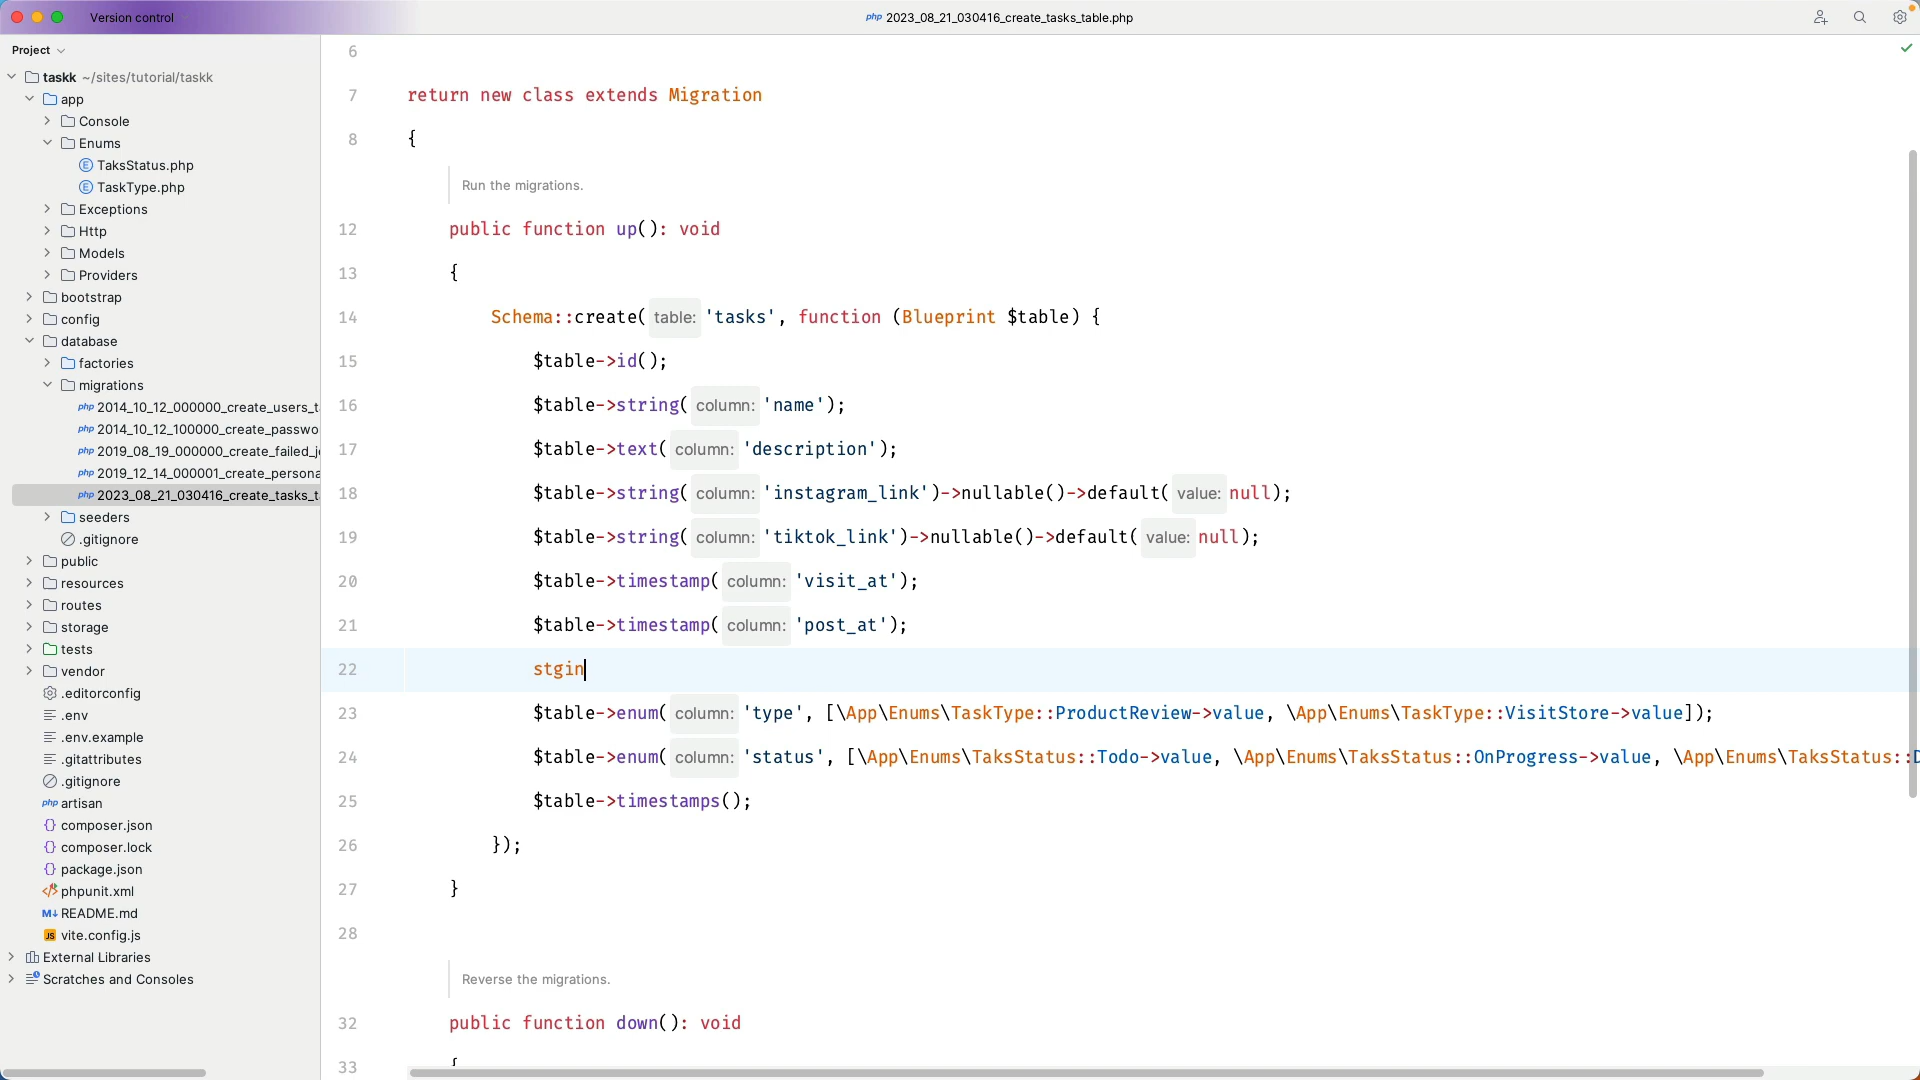 Version control
php 2023_08_21_030416_create_tasks_table.php
Project
taskk ~/sites/tutorial/taskk
app
Console
Enums
E TaksStatus.php
E TaskType.php
Exceptions
Http
Models
Providers
bootstrap
config
database
factories
migrations
php 2014_10_12_000000_create_users_t
php 2014_10_12_100000_create_passwo
php 2019_08_19_000000_create_failed_j
php 2019_12_14_000001_create_persona
php 2023_08_21_030416_create_tasks_t
seeders
.gitignore
public
resources
routes
storage
tests
vendor
.editorconfig
.env
.env.example
.gitattributes
.gitignore
php artisan
{} composer.json
{} composer.lock
{} package.json
</> phpunit.xml
M↓ README.md
JS vite.config.js
External Libraries
Scratches and Consoles
6
7 return new class extends Migration
8 {
Run the migrations.
12 public function up(): void
13 {
14 Schema::create( table: 'tasks', function (Blueprint $table) {
15 $table->id();
16 $table->string( column: 'name');
17 $table->text( column: 'description');
18 $table->string( column: 'instagram_link')->nullable()->default( value: null);
19 $table->string( column: 'tiktok_link')->nullable()->default( value: null);
20 $table->timestamp( column: 'visit_at');
21 $table->timestamp( column: 'post_at');
22 stgin
23 $table->enum( column: 'type', [\App\Enums\TaskType::ProductReview->value, \App\Enums\TaskType::VisitStore->value]);
24 $table->enum( column: 'status', [\App\Enums\TaksStatus::Todo->value, \App\Enums\TaksStatus::OnProgress->value, \App\Enums\TaksStatus::D
25 $table->timestamps();
26 });
27 }
28
Reverse the migrations.
32 public function down(): void
33 {